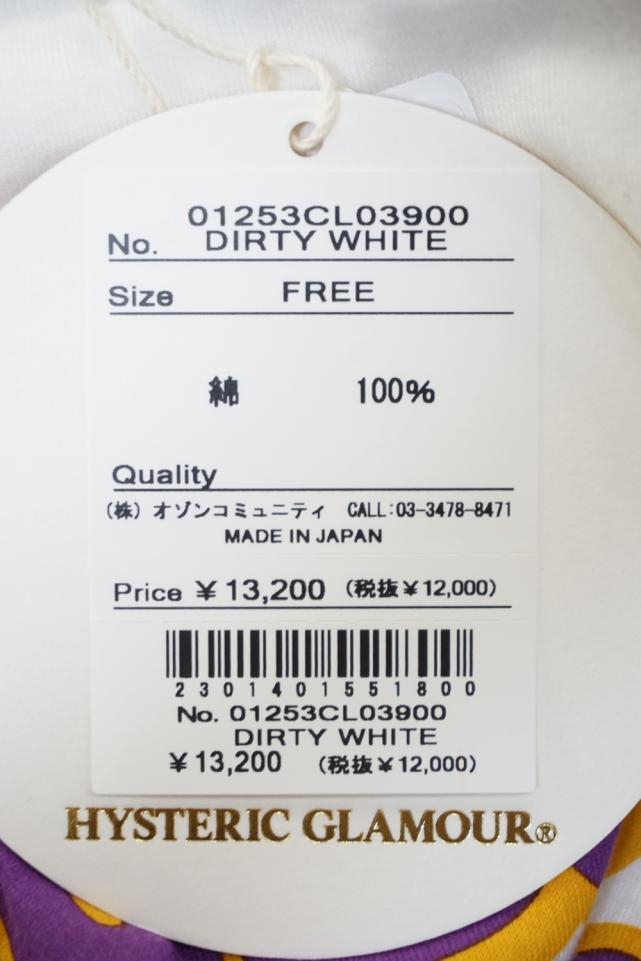 01253CL03900
No. DIRTY WHITE
Size FREE
綿 100%
Quality
(株) オゾンコミュニティ CALL:03-3478-8471
MADE IN JAPAN
Price ¥13,200 (税抜¥12,000)
2301401551800
No. 01253CL03900
DIRTY WHITE
¥13,200 (税抜¥12,000)
HYSTERIC GLAMOUR®